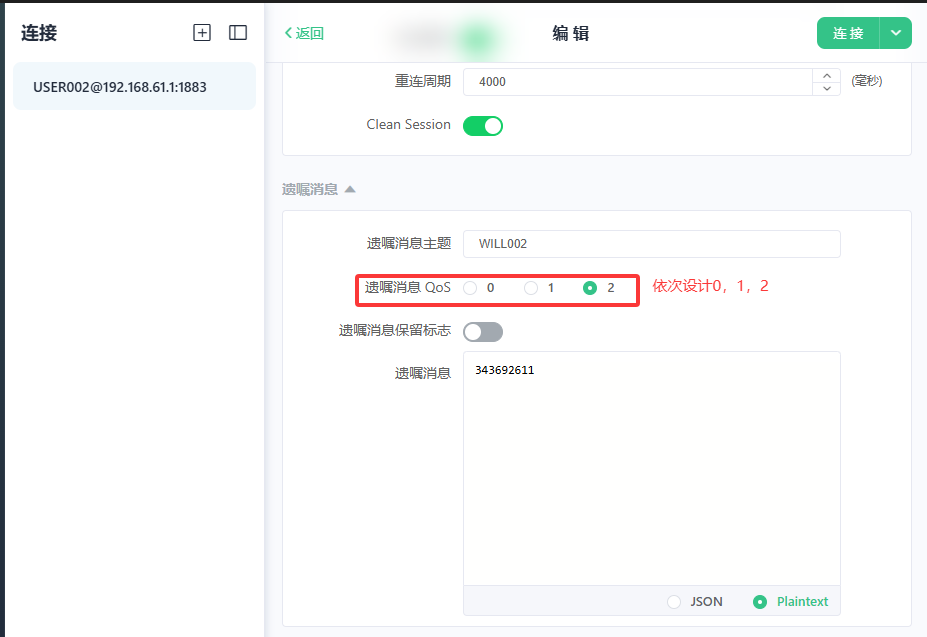 连接
USER002@192.168.61.1:1883
返回
编 辑
连 接
重连周期 4000 (毫秒)
Clean Session
遗嘱消息
遗嘱消息主题 WILL002
遗嘱消息 QoS 0 1 2 依次设计0，1，2
遗嘱消息保留标志
遗嘱消息 343692611
JSON Plaintext